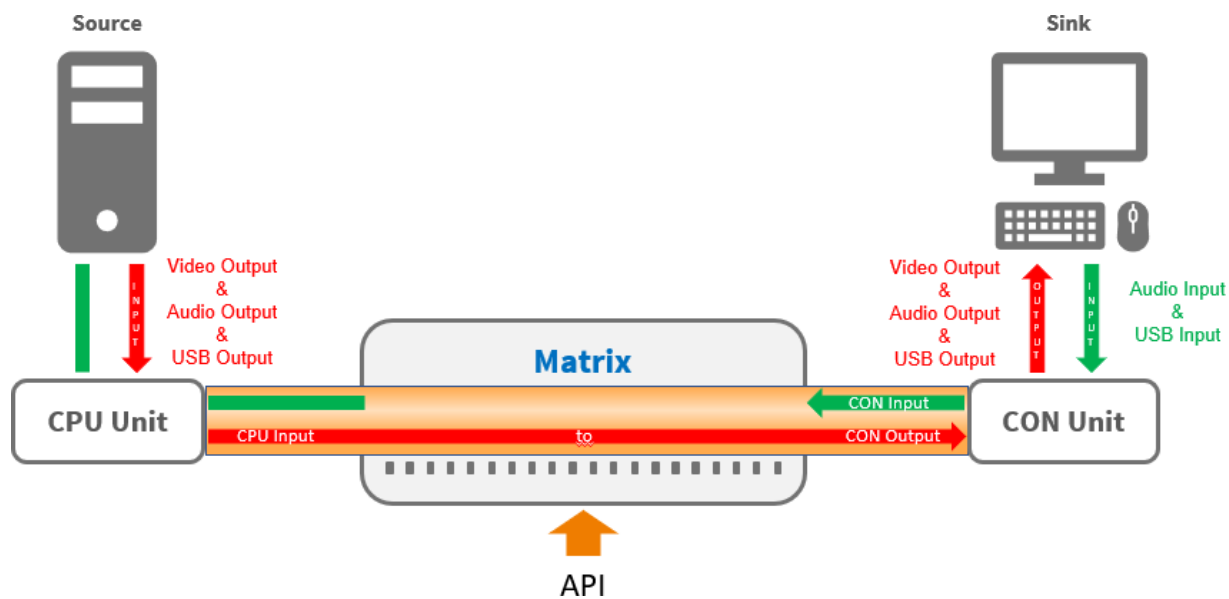 Source
Sink
Video Output
&
Audio Output
&
USB Output
INPUT
Video Output
&
Audio Output
&
USB Output
OUTPUT
INPUT
Audio Input
&
USB Input
Matrix
CPU Unit
CON Input
CPU Input to CON Output
CON Unit
API